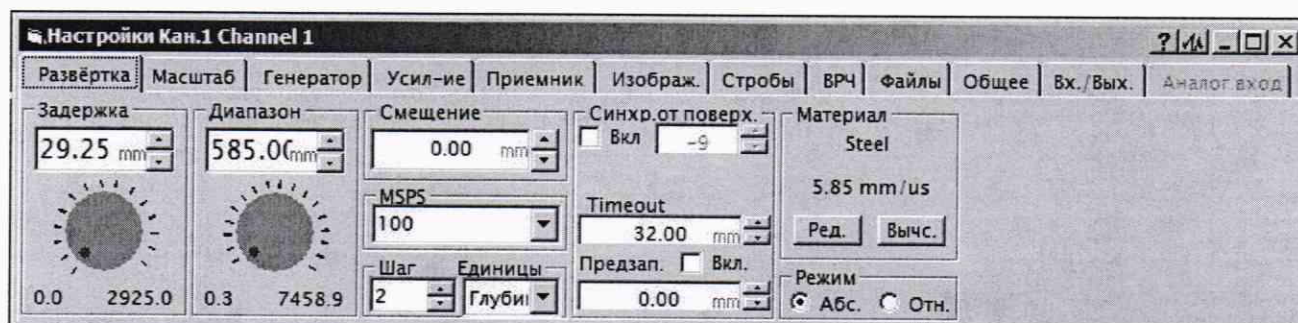 Настройки Кан.1 Channel 1
Развёртка Масштаб Генератор Усил-ие Приемник Изображ. Стробы ВРЧ Файлы Общее Вх./Вых. Аналог вход
Задержка
29.25 mm
0.0 2925.0
Диапазон
585.00 mm
0.3 7458.9
Смещение
0.00 mm
MSPS
100
Шаг Единицы
2 Глуби
Синхр.от поверх.
Вкл -9
Timeout
32.00 mm
Предзап. Вкл.
0.00 mm
Материал
Steel
5.85 mm/us
Ред. Вычс.
Режим
Абс. Отн.